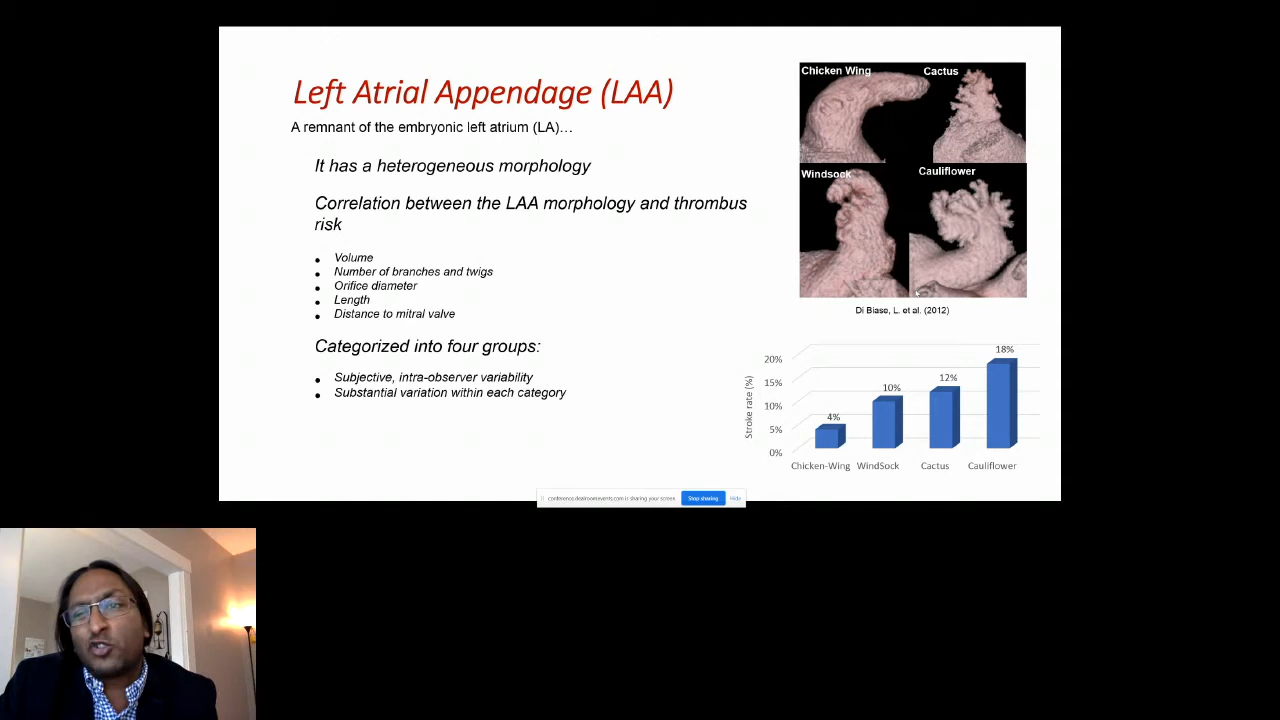 Left Atrial Appendage (LAA)
A remnant of the embryonic left atrium (LA)…
It has a heterogeneous morphology
Correlation between the LAA morphology and thrombus
risk
• Volume
• Number of branches and twigs
• Orifice diameter
• Length
• Distance to mitral valve
Categorized into four groups:
• Subjective, intra-observer variability
• Substantial variation within each category
Chicken Wing
Cactus
Windsock
Cauliflower
Di Biase, L. et al. (2012)
Stroke rate (%)
20%
15%
10%
5%
0%
4%
10%
12%
18%
Chicken-Wing
WindSock
Cactus
Cauliflower
conference.dealroomevents.com is sharing your screen.
Stop sharing
Hide